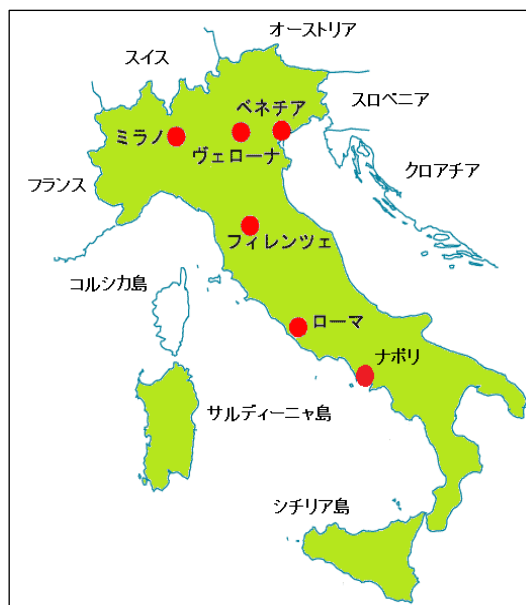 オーストリア
スイス
スロベニア
ベネチア
ミラノ
ヴェローナ
クロアチア
フランス
フィレンツェ
コルシカ島
ローマ
ナポリ
サルディーニャ島
シチリア島